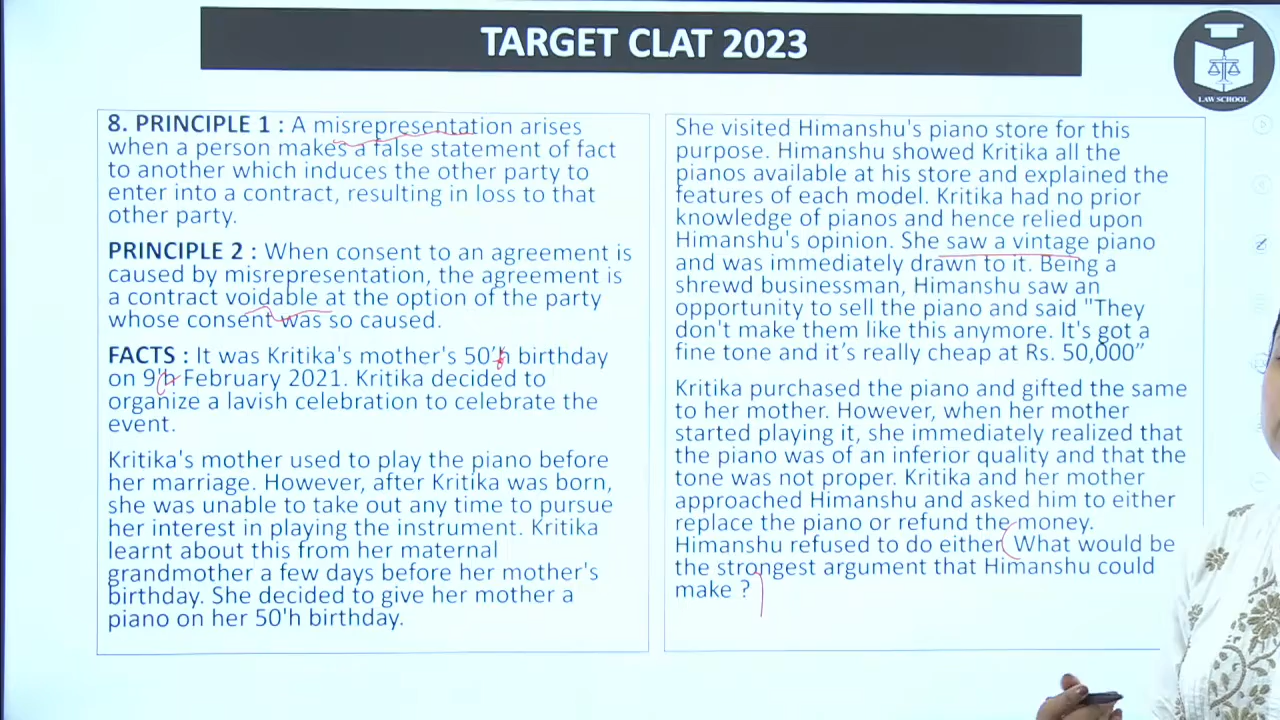 TARGET CLAT 2023
LAW SCHOOL
8. PRINCIPLE 1 : A misrepresentation arises
when a person makes a false statement of fact
to another which induces the other party to
enter into a contract, resulting in loss to that
other party.
PRINCIPLE 2 : When consent to an agreement is
caused by misrepresentation, the agreement is
a contract voidable at the option of the party
whose consent was so caused.
FACTS : It was Kritika's mother's 50'h birthday
on 9'h February 2021. Kritika decided to
organize a lavish celebration to celebrate the
event.
Kritika's mother used to play the piano before
her marriage. However, after Kritika was born,
she was unable to take out any time to pursue
her interest in playing the instrument. Kritika
learnt about this from her maternal
grandmother a few days before her mother's
birthday. She decided to give her mother a
piano on her 50'h birthday.
She visited Himanshu's piano store for this
purpose. Himanshu showed Kritika all the
pianos available at his store and explained the
features of each model. Kritika had no prior
knowledge of pianos and hence relied upon
Himanshu's opinion. She saw a vintage piano
and was immediately drawn to it. Being a
shrewd businessman, Himanshu saw an
opportunity to sell the piano and said "They
don't make them like this anymore. It's got a
fine tone and it’s really cheap at Rs. 50,000”
Kritika purchased the piano and gifted the same
to her mother. However, when her mother
started playing it, she immediately realized that
the piano was of an inferior quality and that the
tone was not proper. Kritika and her mother
approached Himanshu and asked him to either
replace the piano or refund the money.
Himanshu refused to do either. What would be
the strongest argument that Himanshu could
make ?